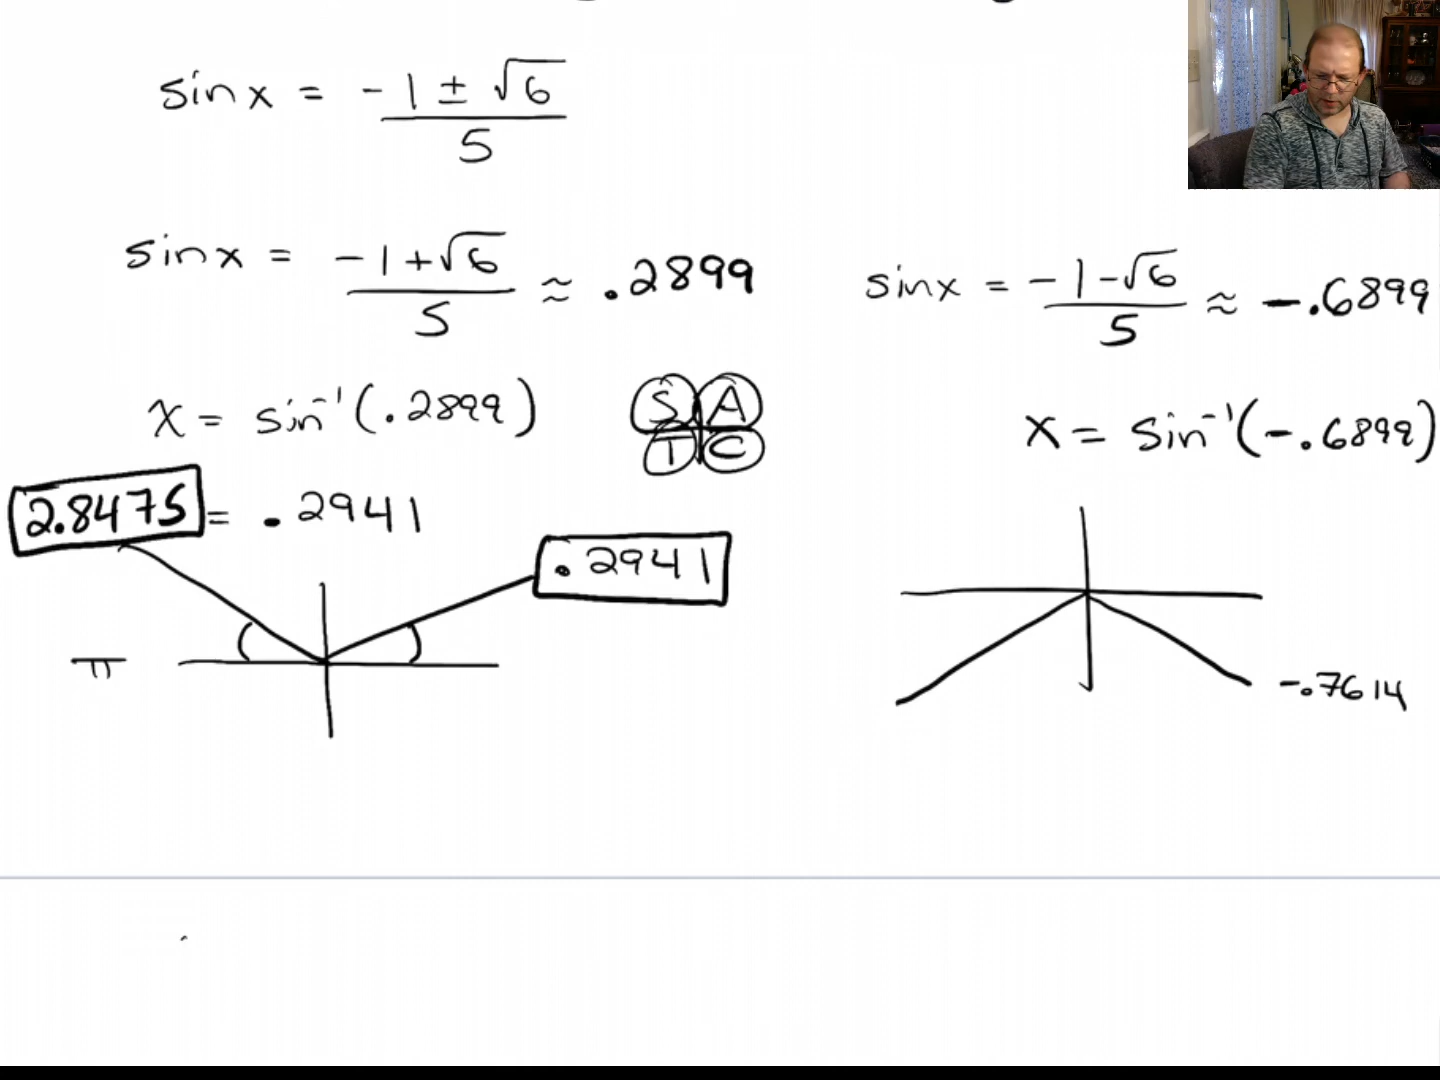 sin x = -1 ± √6 / 5
sin x = -1 + √6 / 5 ≈ .2899
x = sin⁻¹(.2899)
S A
T C
2.8475 = .2941
.2941
π
sin x = -1 - √6 / 5 ≈ -.6899
x = sin⁻¹(-.6899)
-.7614